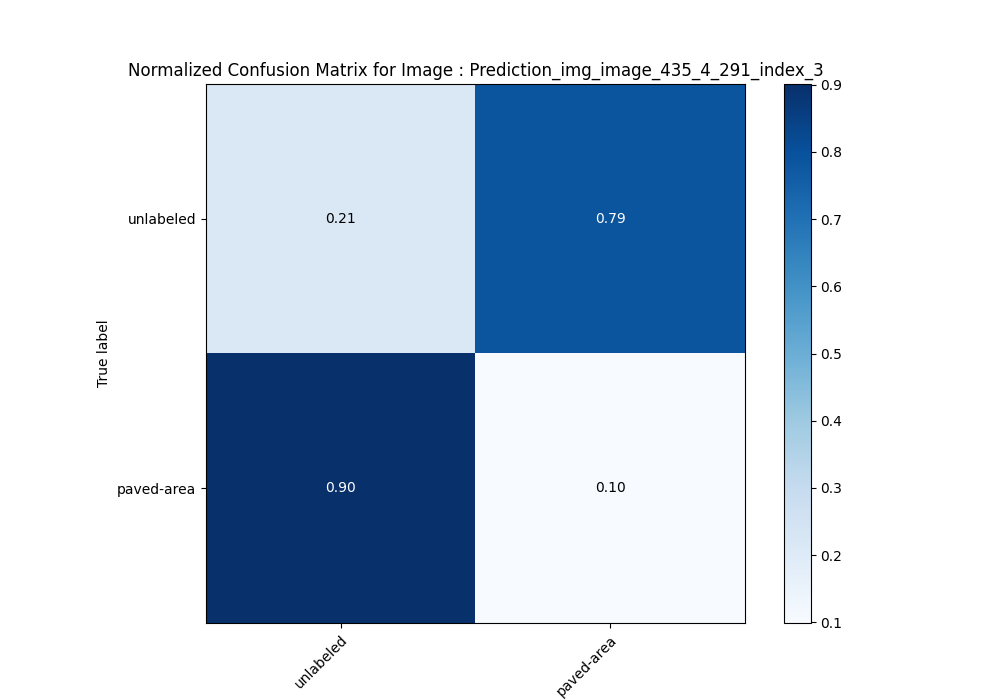 Normalized Confusion Matrix for Image : Prediction_img_image_435_4_291_index_3
True label
unlabeled
paved-area
0.21
0.79
0.90
0.10
unlabeled
paved-area
0.9
0.8
0.7
0.6
0.5
0.4
0.3
0.2
0.1